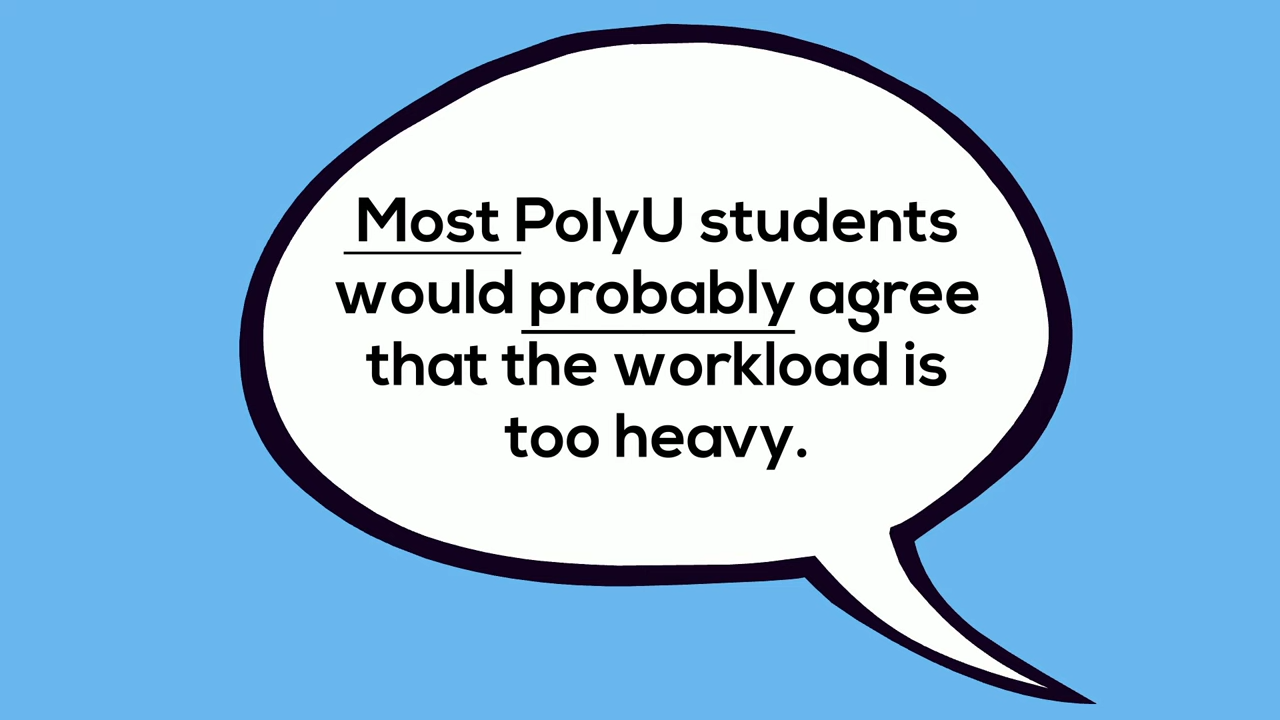 Most PolyU students
would probably agree
that the workload is
too heavy.